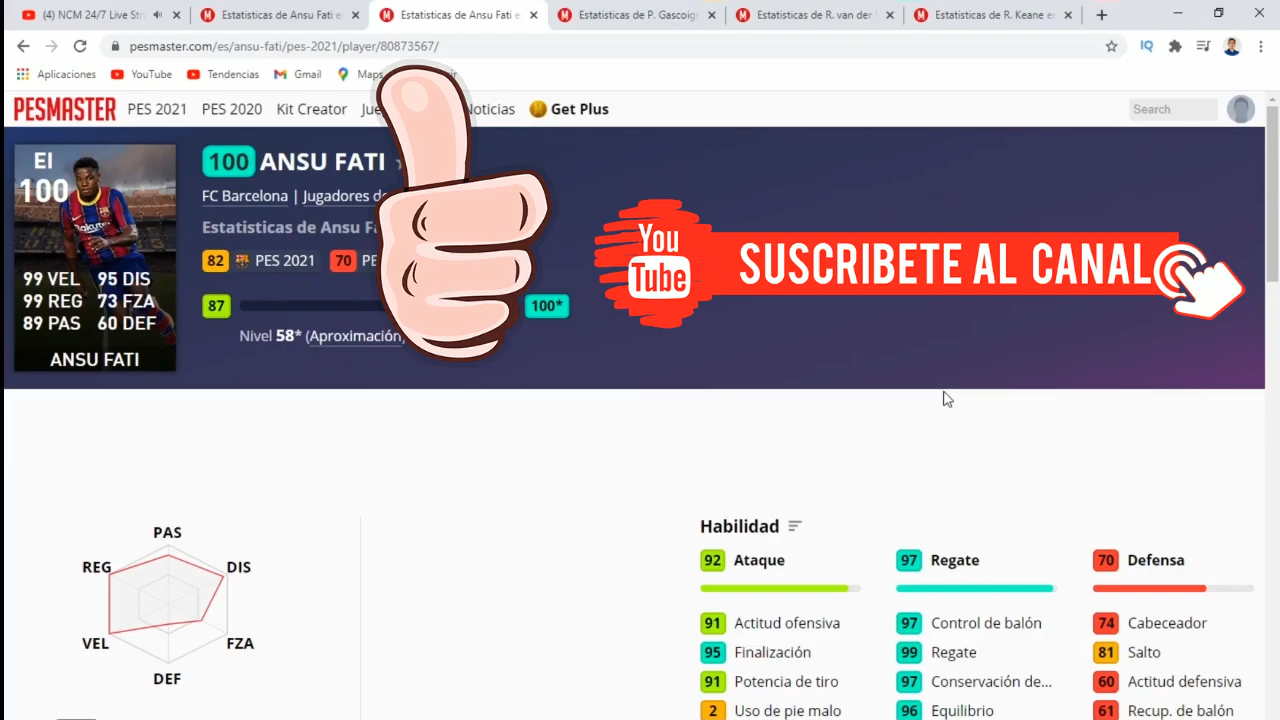 (4) NCM 24/7 Live Str
Estatisticas de Ansu Fati e
Estatisticas de Ansu Fati e
Estatisticas de P. Gascoig
Estatisticas de R. van der
Estatisticas de R. Keane e
pesmaster.com/es/ansu-fati/pes-2021/player/80873567/
IQ
Aplicaciones
YouTube
Tendencias
Gmail
Maps
PESMASTER
PES 2021
PES 2020
Kit Creator
Jue
Noticias
Get Plus
Search
EI
100
99 VEL 95 DIS
99 REG 73 FZA
89 PAS 60 DEF
ANSU FATI
100 ANSU FATI
FC Barcelona | Jugadores de
Estatisticas de Ansu Fa
82 PES 2021 70 PE
87
100*
Nivel 58* (Aproximación)
You
Tube
SUSCRIBETE AL CANAL
PAS
REG
DIS
VEL
FZA
DEF
Habilidad
92 Ataque
97 Regate
70 Defensa
91 Actitud ofensiva
97 Control de balón
74 Cabeceador
95 Finalización
99 Regate
81 Salto
91 Potencia de tiro
97 Conservación de...
60 Actitud defensiva
2 Uso de pie malo
96 Equilibrio
61 Recup. de balón